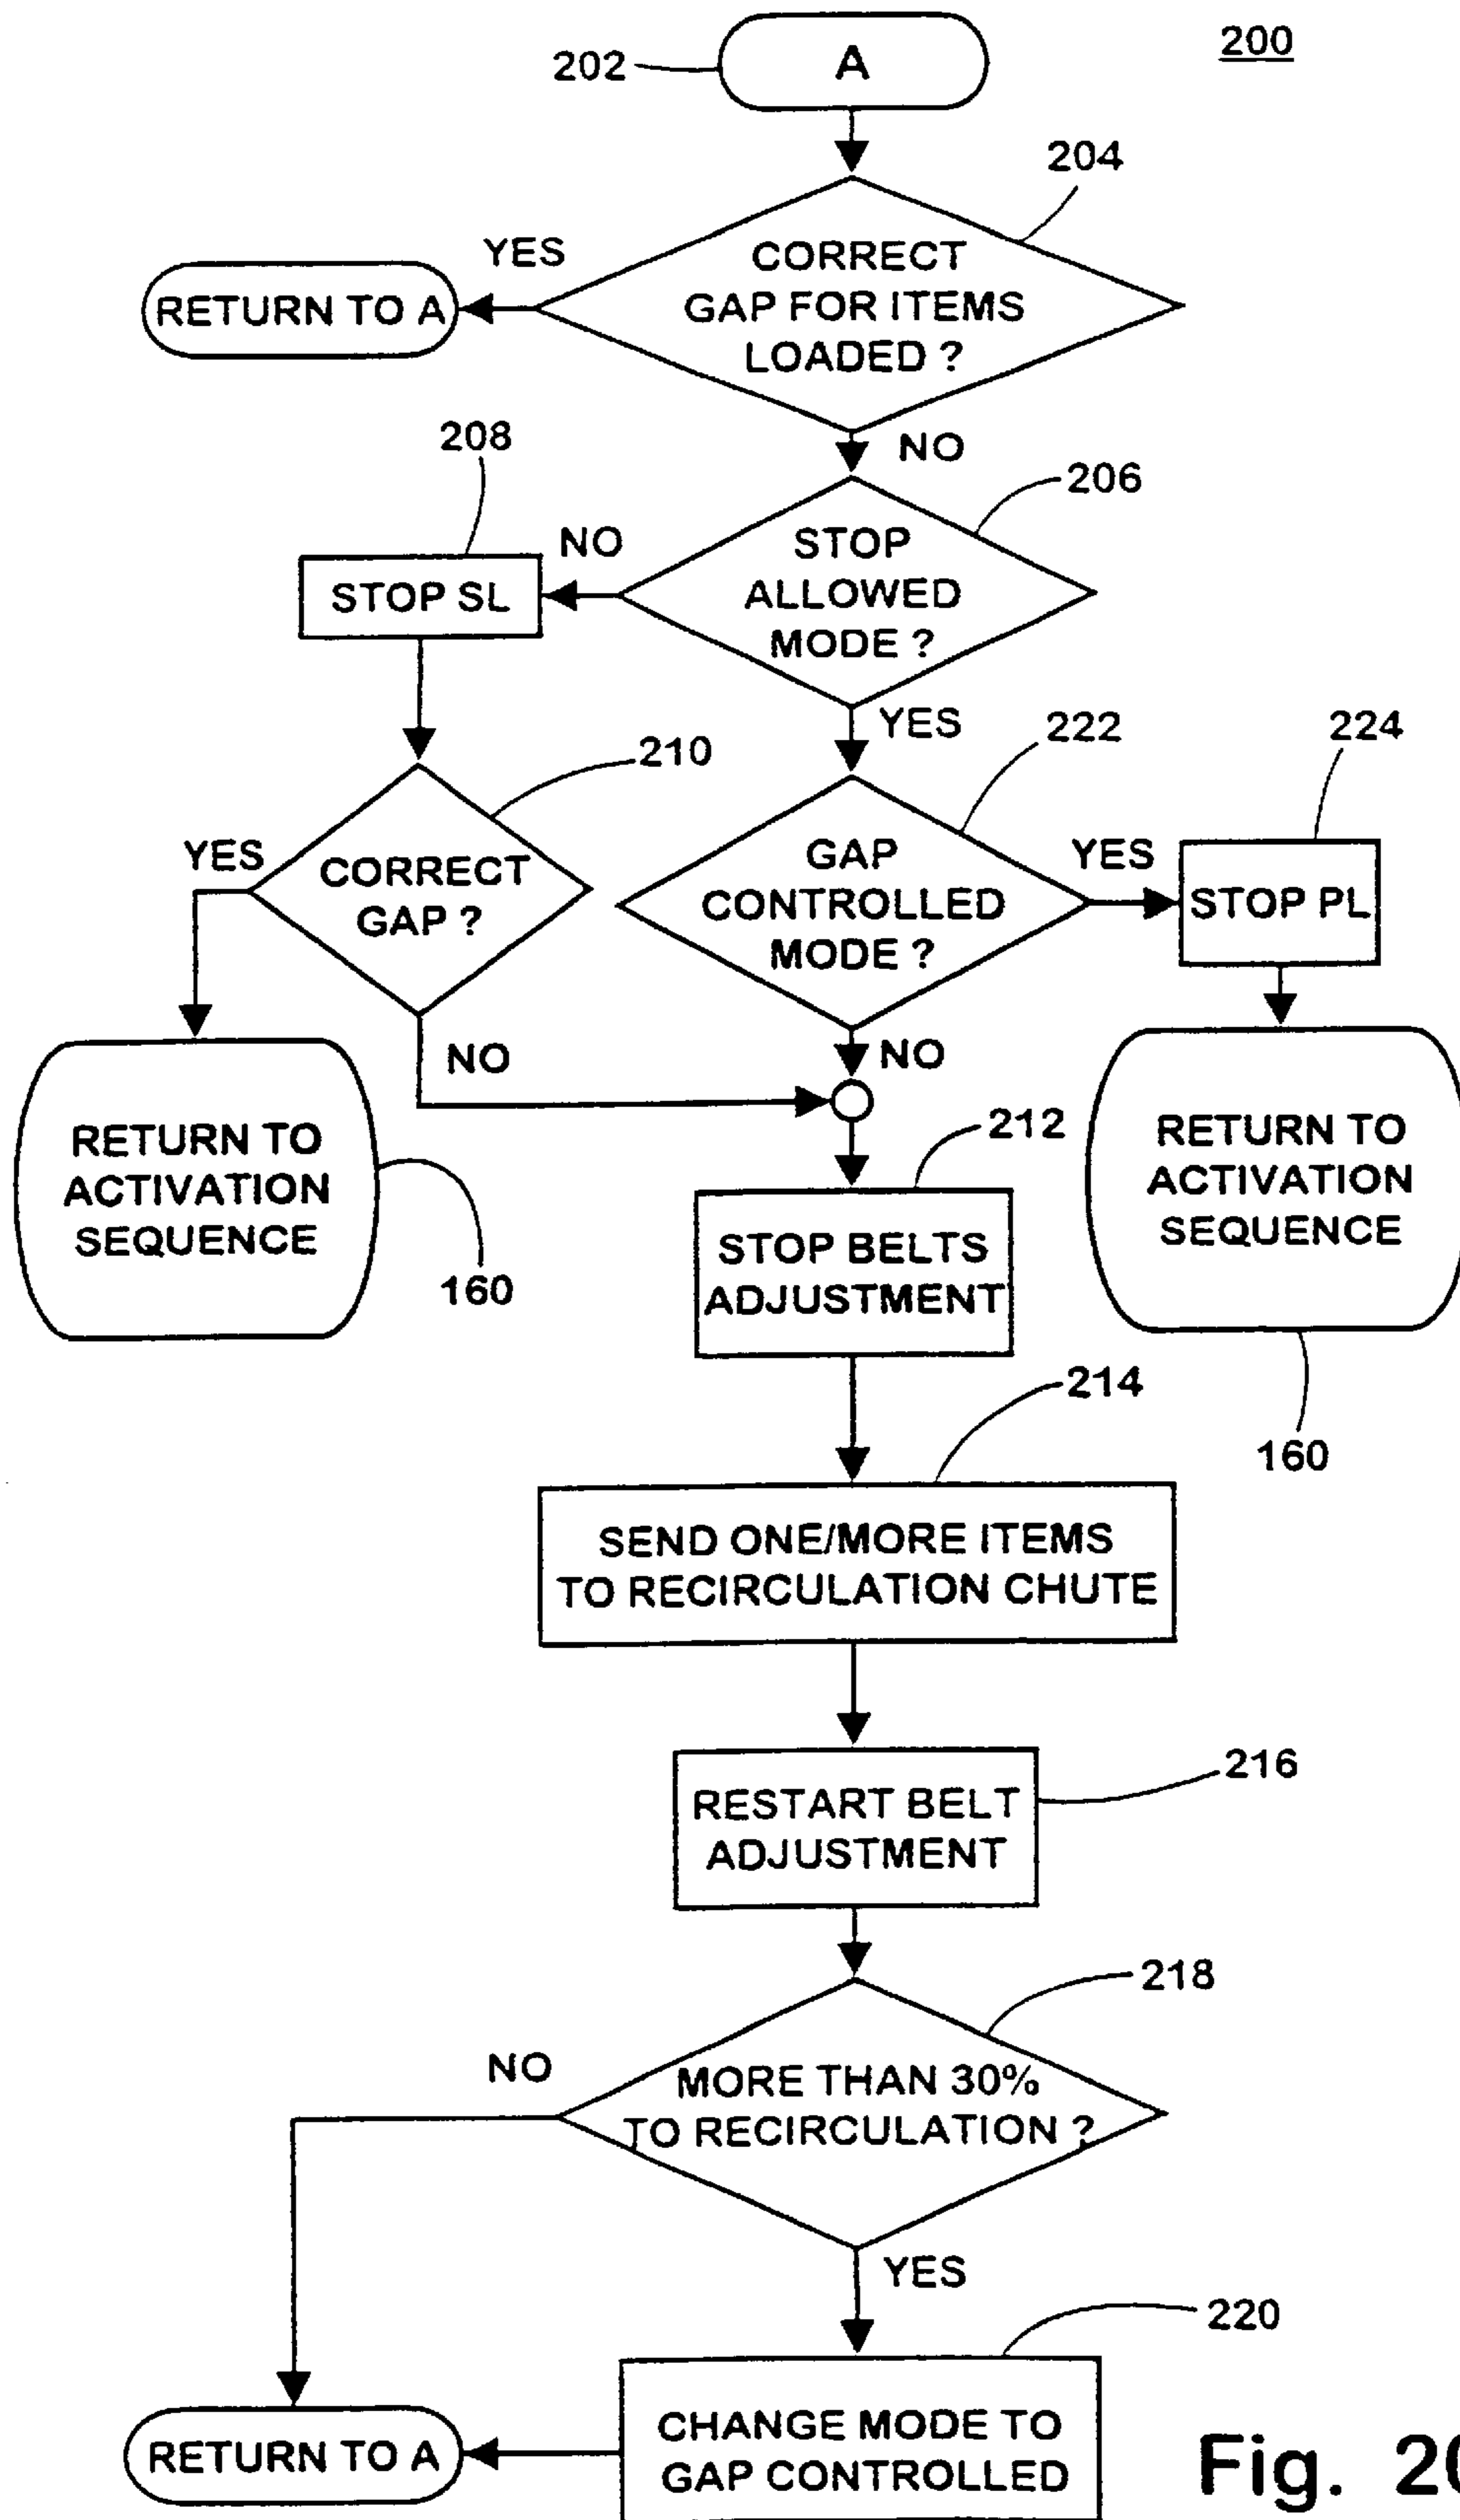 200
202
A
204
YES
CORRECT
GAP FOR ITEMS
LOADED ?
RETURN TO A
NO
208
206
NO
STOP
ALLOWED
MODE ?
STOP SL
YES
222
224
210
YES
CORRECT
GAP ?
GAP
CONTROLLED
MODE ?
YES
STOP PL
NO
NO
RETURN TO
ACTIVATION
SEQUENCE
160
212
STOP BELTS
ADJUSTMENT
RETURN TO
ACTIVATION
SEQUENCE
160
214
SEND ONE/MORE ITEMS
TO RECIRCULATION CHUTE
216
RESTART BELT
ADJUSTMENT
218
NO
MORE THAN 30%
TO RECIRCULATION ?
YES
220
CHANGE MODE TO
GAP CONTROLLED
RETURN TO A
Fig.